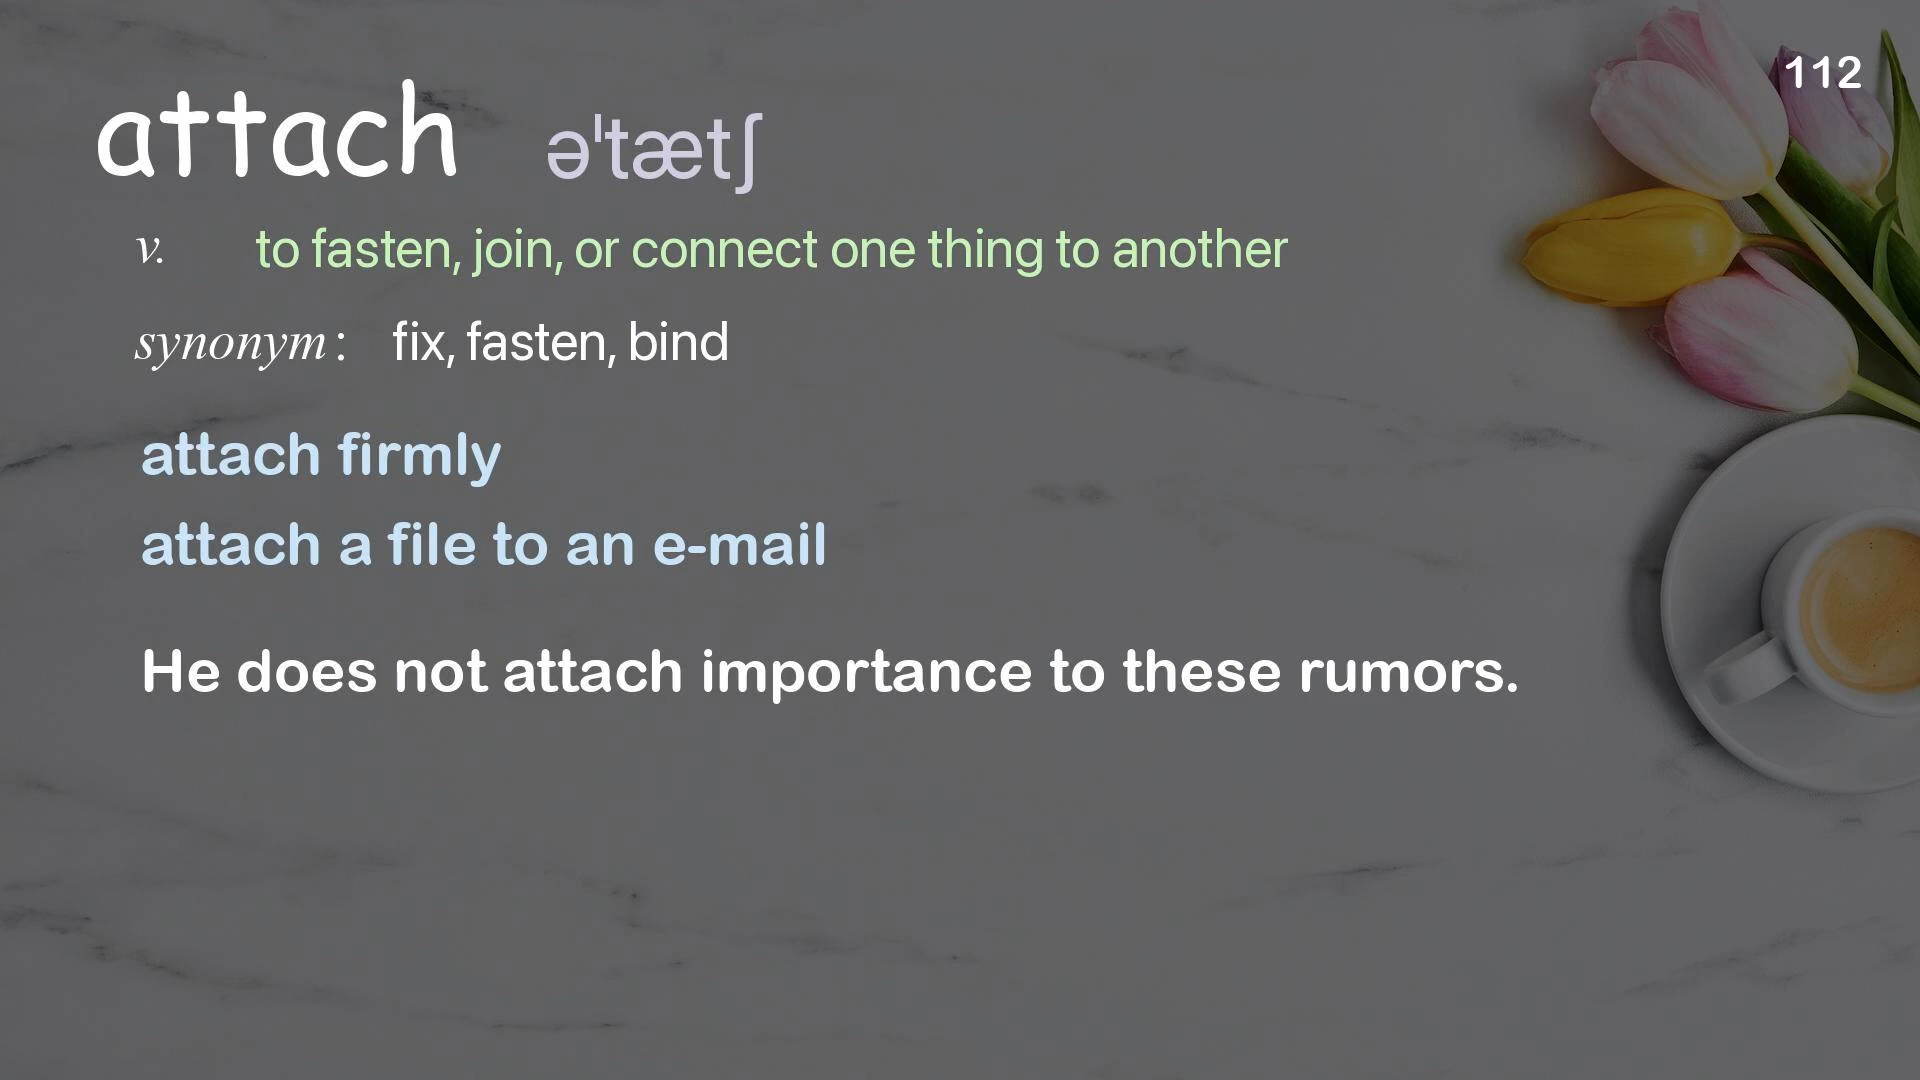 112
attach əˈtætʃ
v. to fasten, join, or connect one thing to another
synonym : fix, fasten, bind
attach firmly
attach a file to an e-mail
He does not attach importance to these rumors.